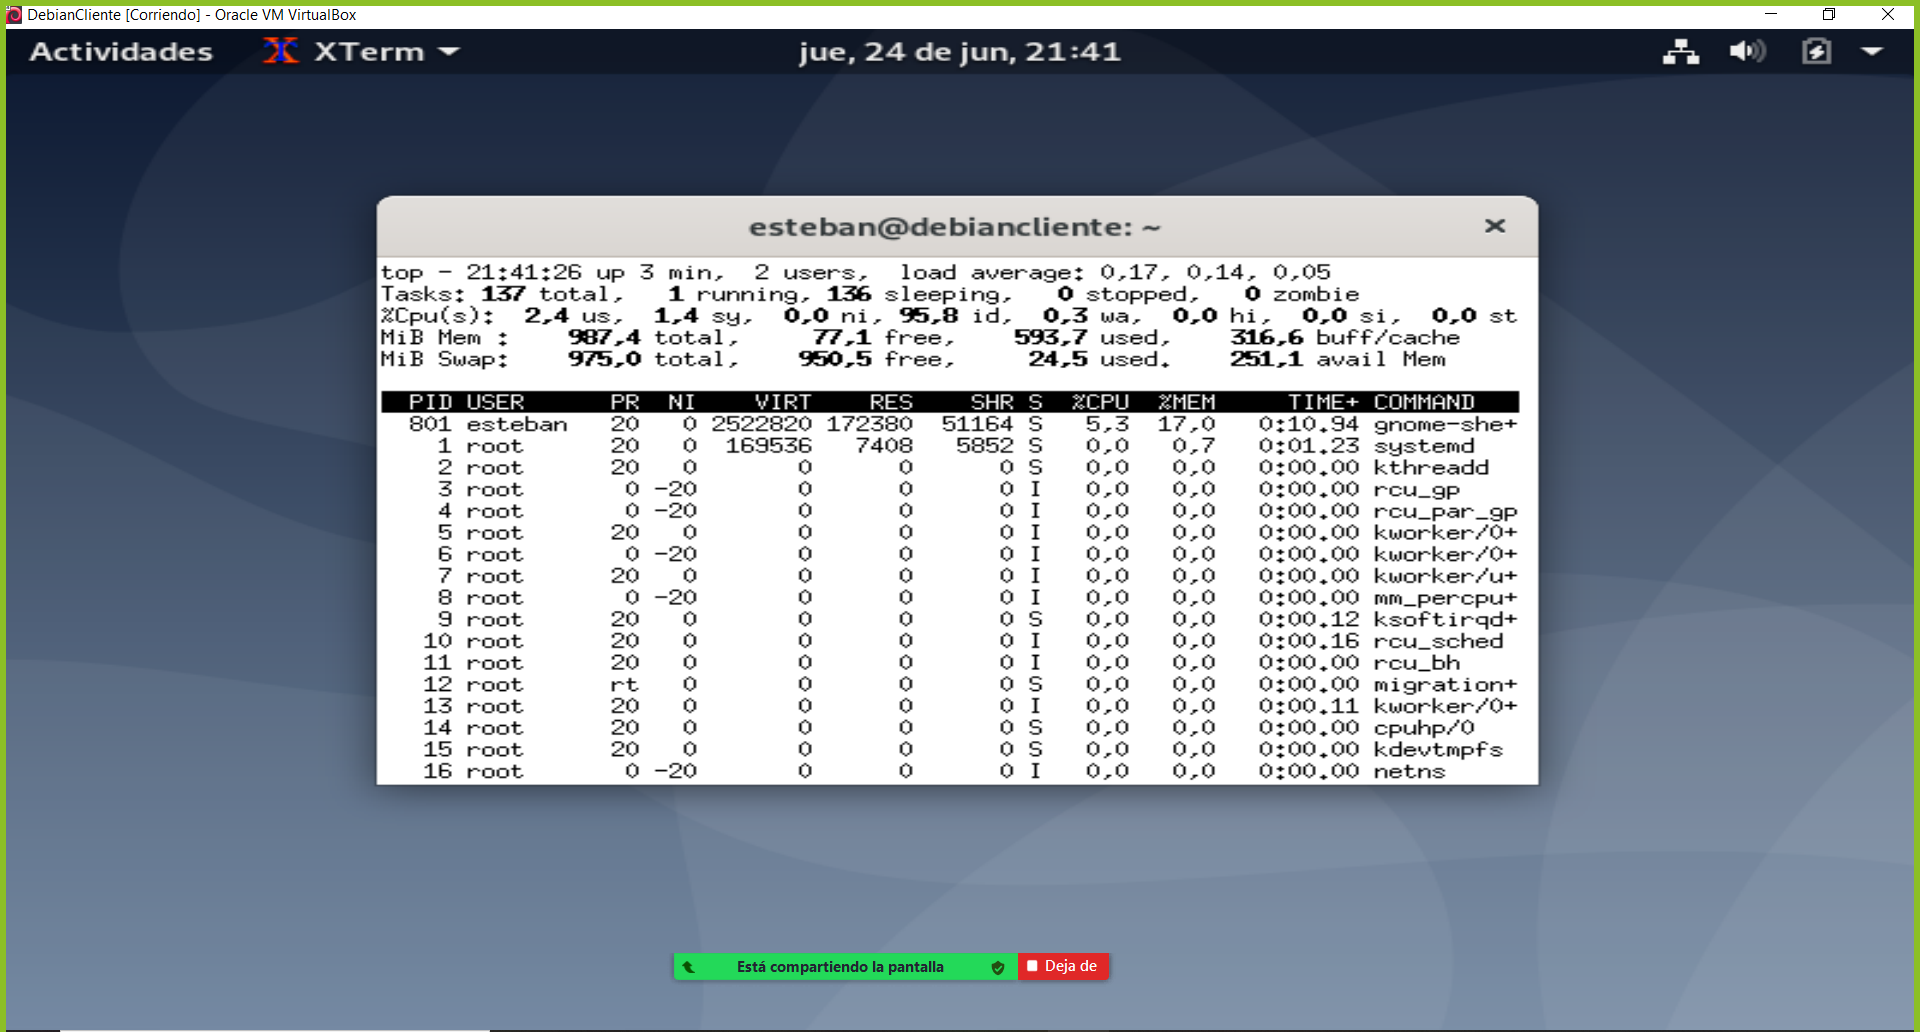 DebianCliente [Corriendo] - Oracle VM VirtualBox
Actividades XTerm jue, 24 de jun, 21:41
esteban@debiancliente: ~
top - 21:41:26 up 3 min,  2 users,  load average: 0,17, 0,14, 0,05
Tasks: 137 total,   1 running, 136 sleeping,   0 stopped,   0 zombie
%Cpu(s):  2,4 us,  1,4 sy,  0,0 ni, 95,8 id,  0,3 wa,  0,0 hi,  0,0 si,  0,0 st
MiB Mem :    987,4 total,     77,1 free,    593,7 used,    316,6 buff/cache
MiB Swap:    975,0 total,    950,5 free,     24,5 used.    251,1 avail Mem
PID USER      PR  NI    VIRT    RES    SHR S  %CPU  %MEM     TIME+ COMMAND
801 esteban   20   0 2522820 172380  51164 S   5,3  17,0   0:10.94 gnome-she+
1 root      20   0  169536   7408   5852 S   0,0   0,7   0:01.23 systemd
2 root      20   0       0      0      0 S   0,0   0,0   0:00.00 kthreadd
3 root       0 -20       0      0      0 I   0,0   0,0   0:00.00 rcu_gp
4 root       0 -20       0      0      0 I   0,0   0,0   0:00.00 rcu_par_gp
5 root      20   0       0      0      0 I   0,0   0,0   0:00.00 kworker/0+
6 root       0 -20       0      0      0 I   0,0   0,0   0:00.00 kworker/0+
7 root      20   0       0      0      0 I   0,0   0,0   0:00.00 kworker/u+
8 root       0 -20       0      0      0 I   0,0   0,0   0:00.00 mm_percpu+
9 root      20   0       0      0      0 S   0,0   0,0   0:00.12 ksoftirqd+
10 root      20   0       0      0      0 I   0,0   0,0   0:00.16 rcu_sched
11 root      20   0       0      0      0 I   0,0   0,0   0:00.00 rcu_bh
12 root      rt   0       0      0      0 S   0,0   0,0   0:00.00 migration+
13 root      20   0       0      0      0 I   0,0   0,0   0:00.11 kworker/0+
14 root      20   0       0      0      0 S   0,0   0,0   0:00.00 cpuhp/0
15 root      20   0       0      0      0 S   0,0   0,0   0:00.00 kdevtmpfs
16 root       0 -20       0      0      0 I   0,0   0,0   0:00.00 netns
Está compartiendo la pantalla Deja de